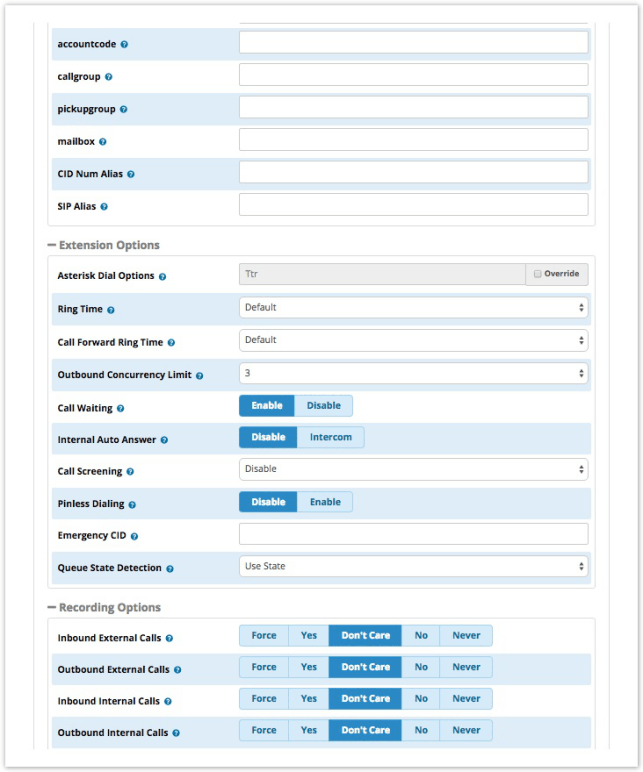 accountcode
callgroup
pickupgroup
mailbox
CID Num Alias
SIP Alias
Extension Options
Asterisk Dial Options Ttr Override
Ring Time Default
Call Forward Ring Time Default
Outbound Concurrency Limit 3
Call Waiting Enable Disable
Internal Auto Answer Disable Intercom
Call Screening Disable
Pinless Dialing Disable Enable
Emergency CID
Queue State Detection Use State
Recording Options
Inbound External Calls Force Yes Don't Care No Never
Outbound External Calls Force Yes Don't Care No Never
Inbound Internal Calls Force Yes Don't Care No Never
Outbound Internal Calls Force Yes Don't Care No Never